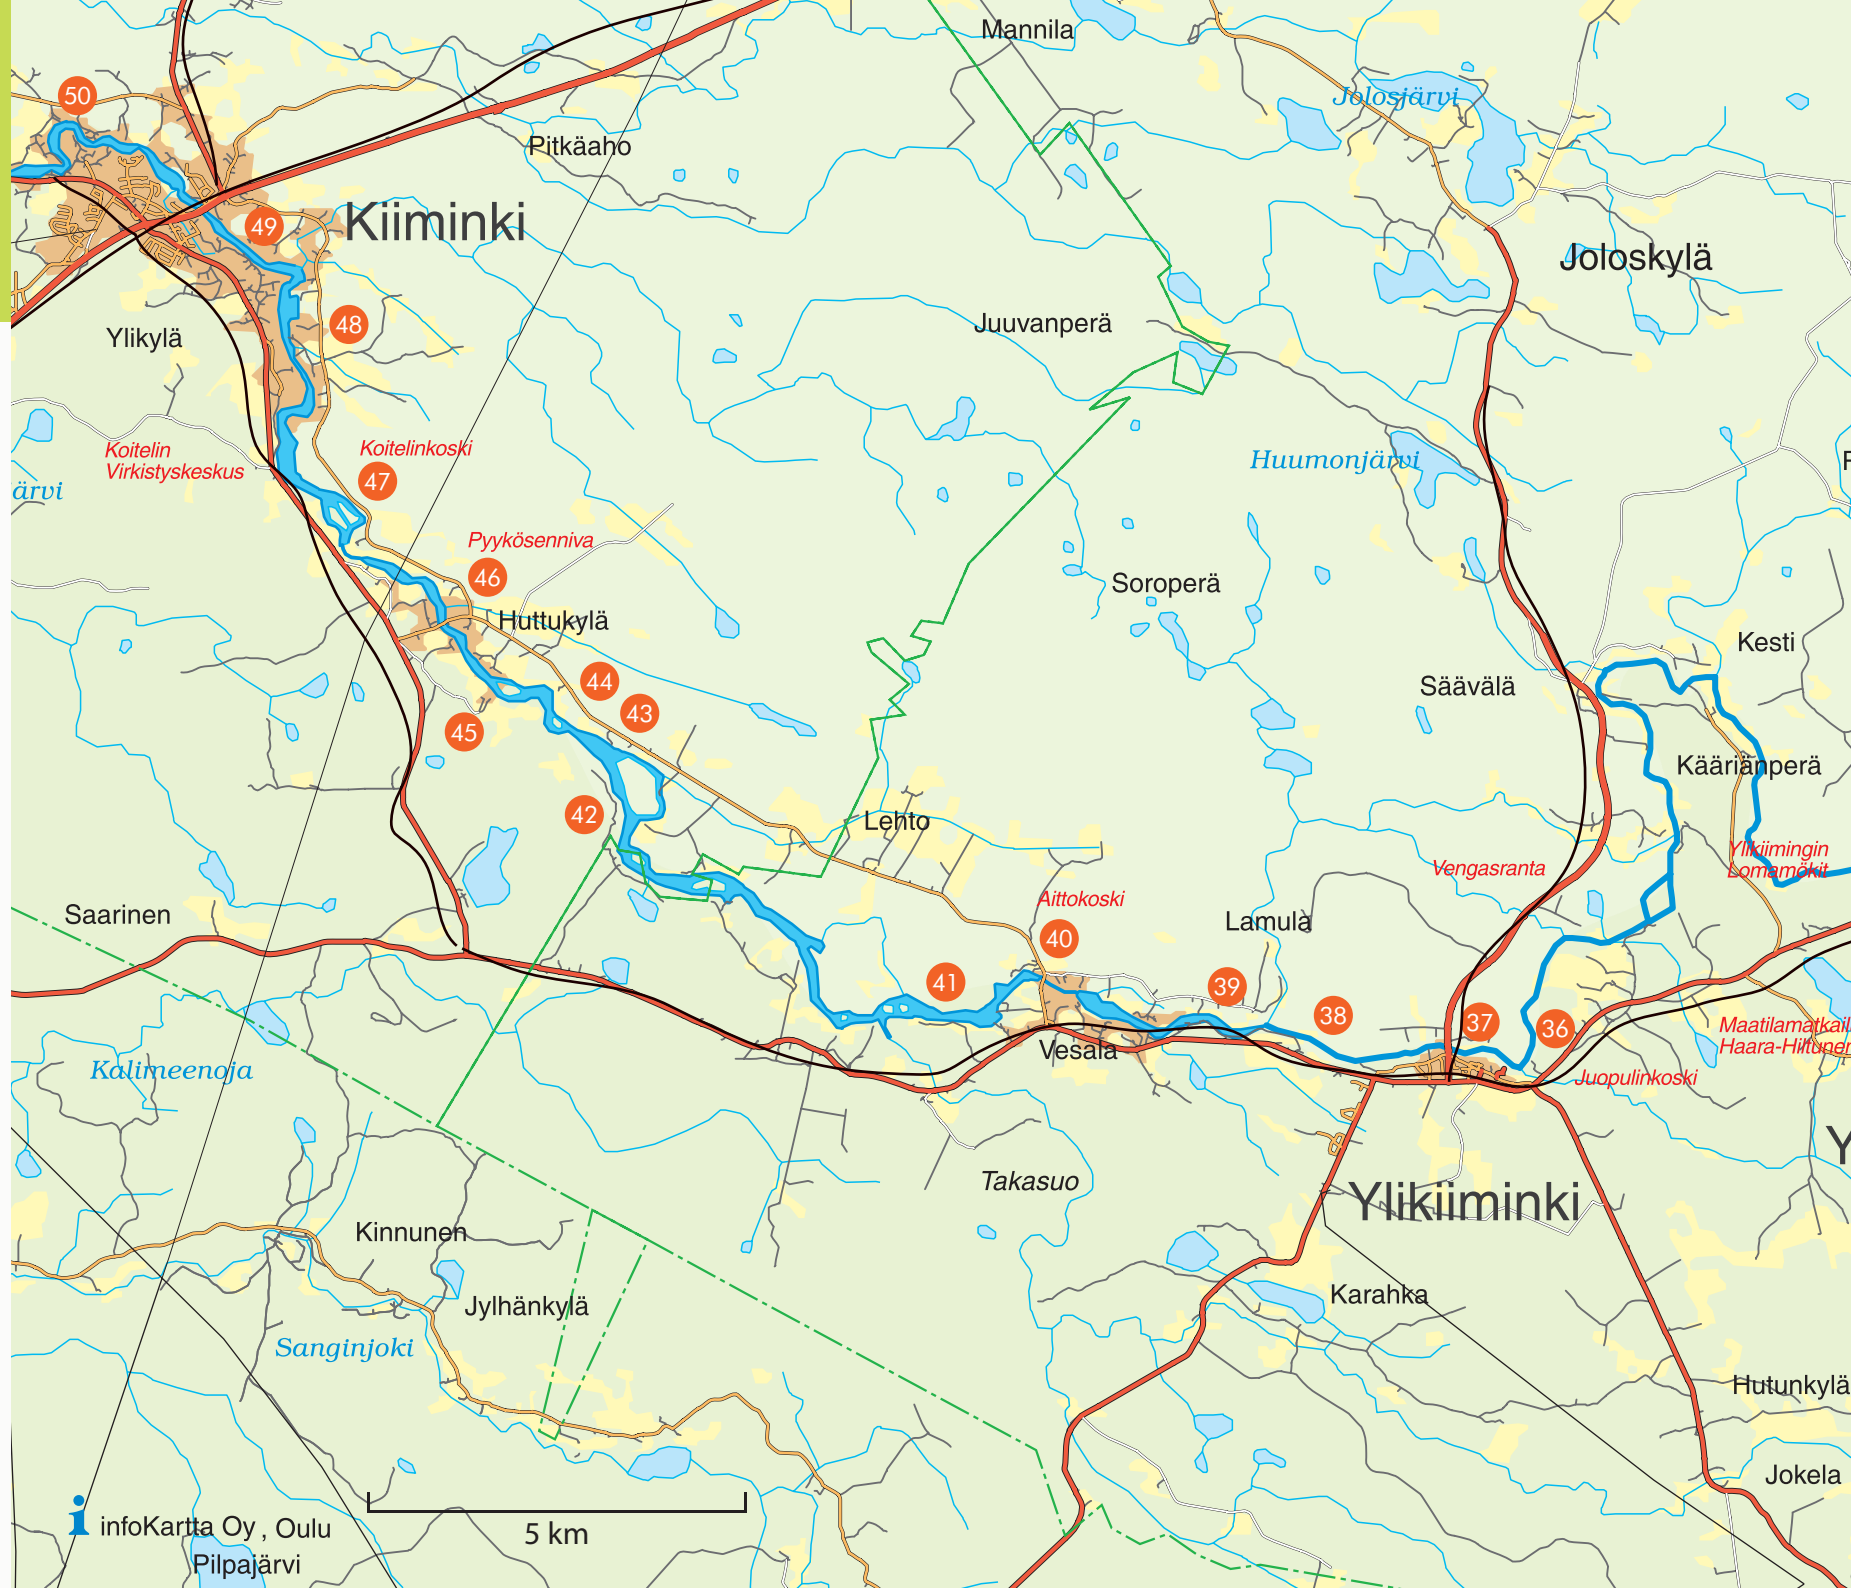 Mannila
Jolosjärvi
50
Pitkäaho
Kiiminki
49
Joloskylä
48
Juuvanperä
Ylikylä
Koitelinkoski
Koitelin
Virkistyskeskus
47
Huumonjärvi
ärvi
Pyykösenniva
46
Soroperä
Huttukylä
Kesti
44
Säävälä
43
45
Kääriänperä
42
Lehto
Ylikiimingin
Lomamökit
Vengasranta
Aittokoski
Saarinen
Lamula
40
41
39
38
37
36
Maatilamatkail
Haara-Hiltuner
Vesala
Kalimeenoja
Juopulinkoski
Y
Takasuo
Ylikiiminki
Kinnunen
Karahka
Jylhänkylä
Sanginjoki
Hutunkylä
Jokela
i infoKartta Oy , Oulu
5 km
Pilpajärvi